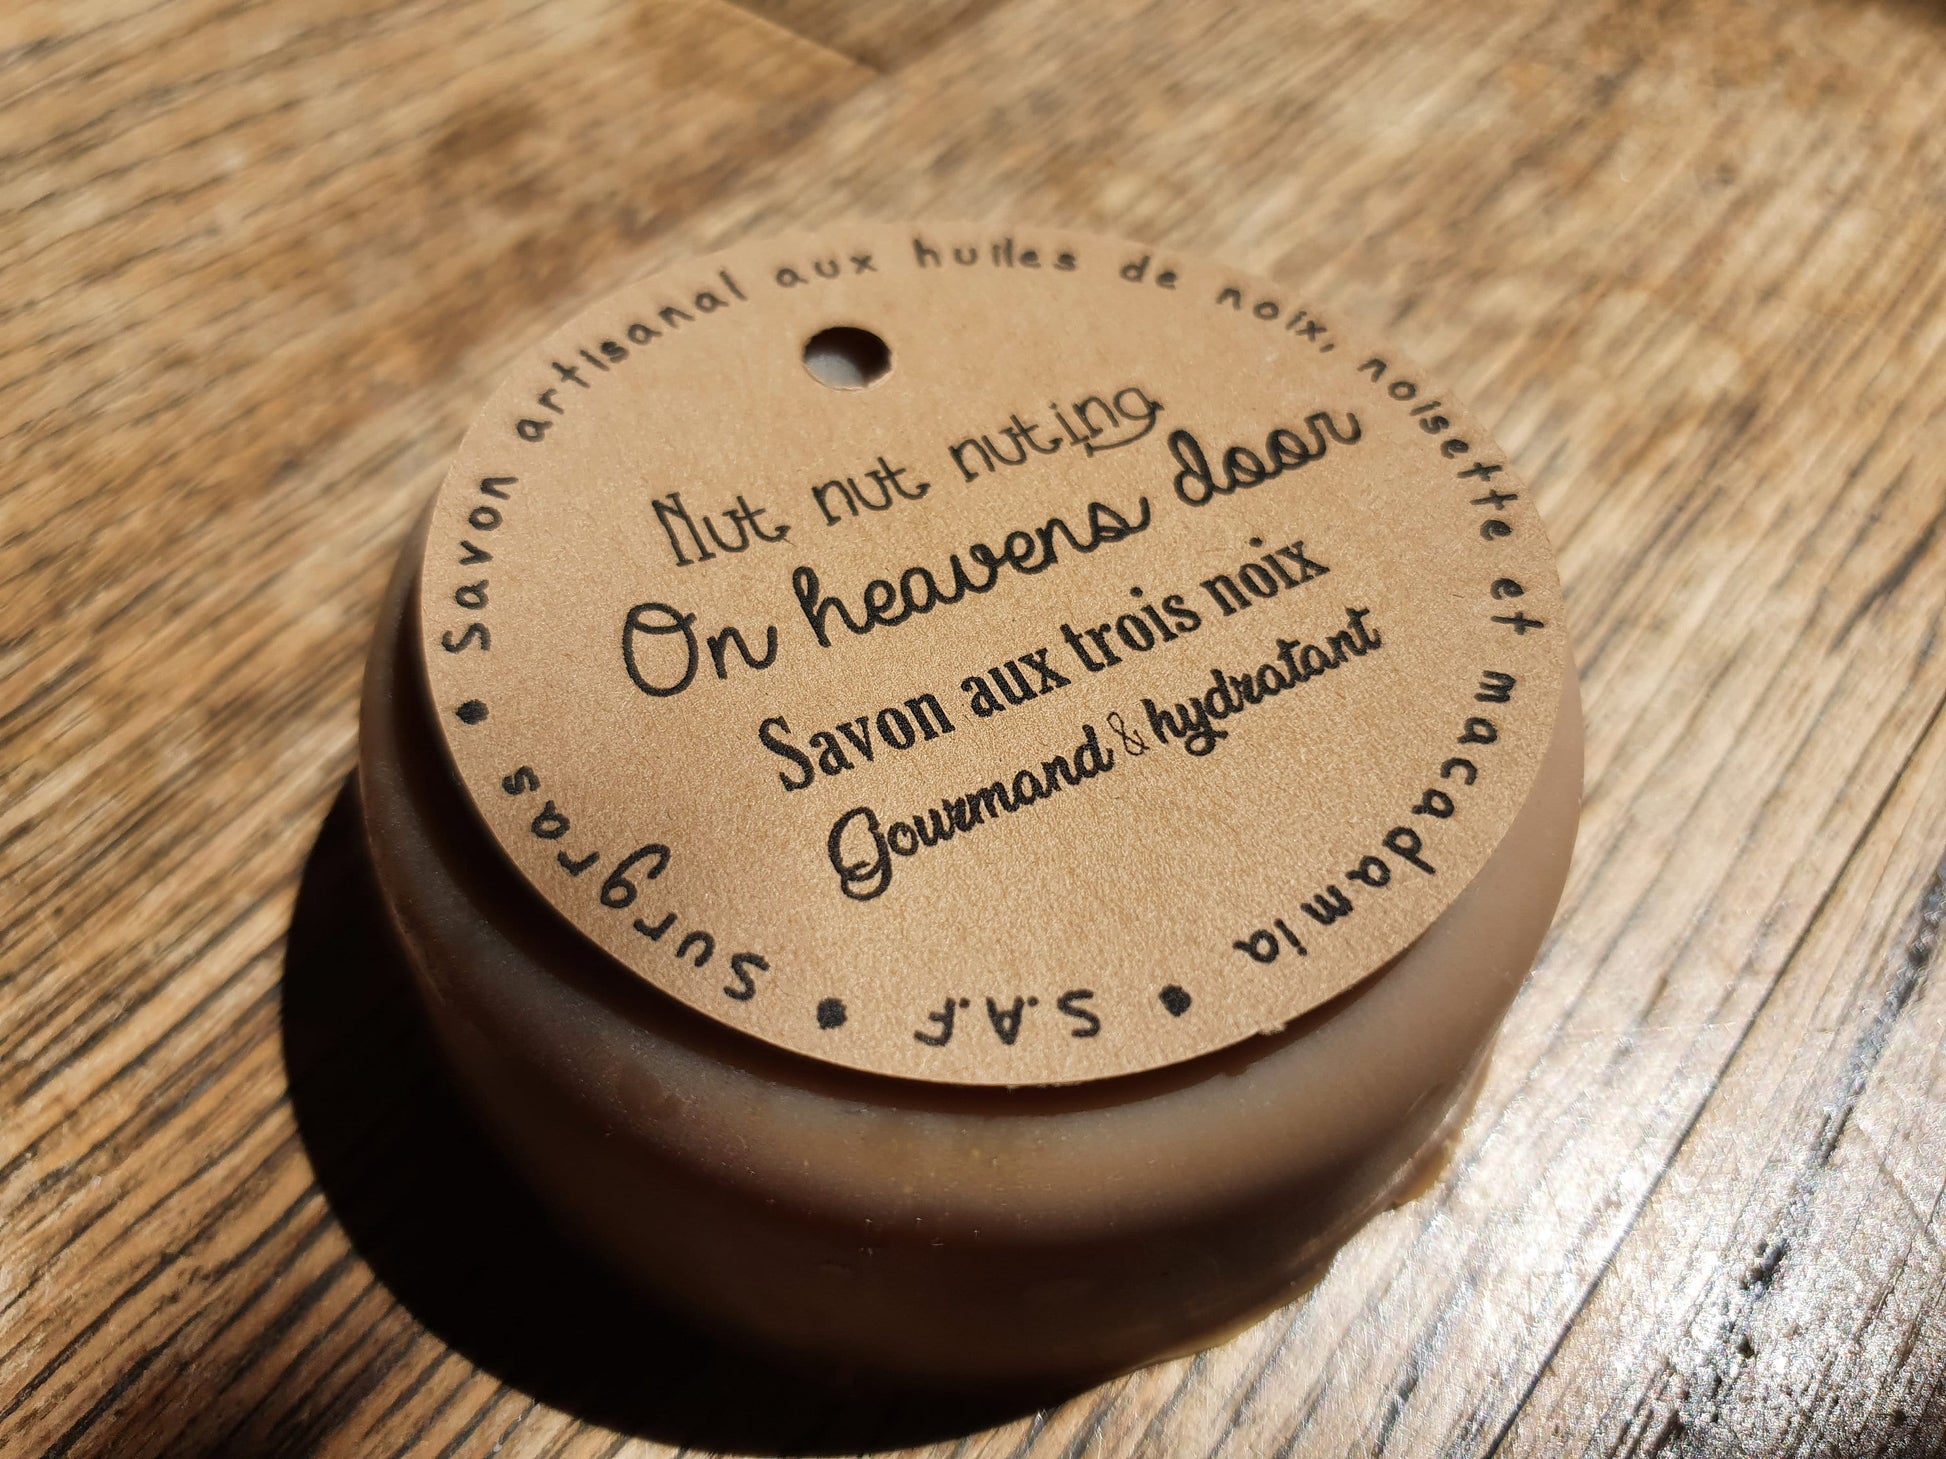 Savon artisanal aux huiles de noix, noisette et macadamia • S.A.F • Surgras •
Nut nut nuting
On heavens door
Savon aux trois noix
Gourmand & hydratant